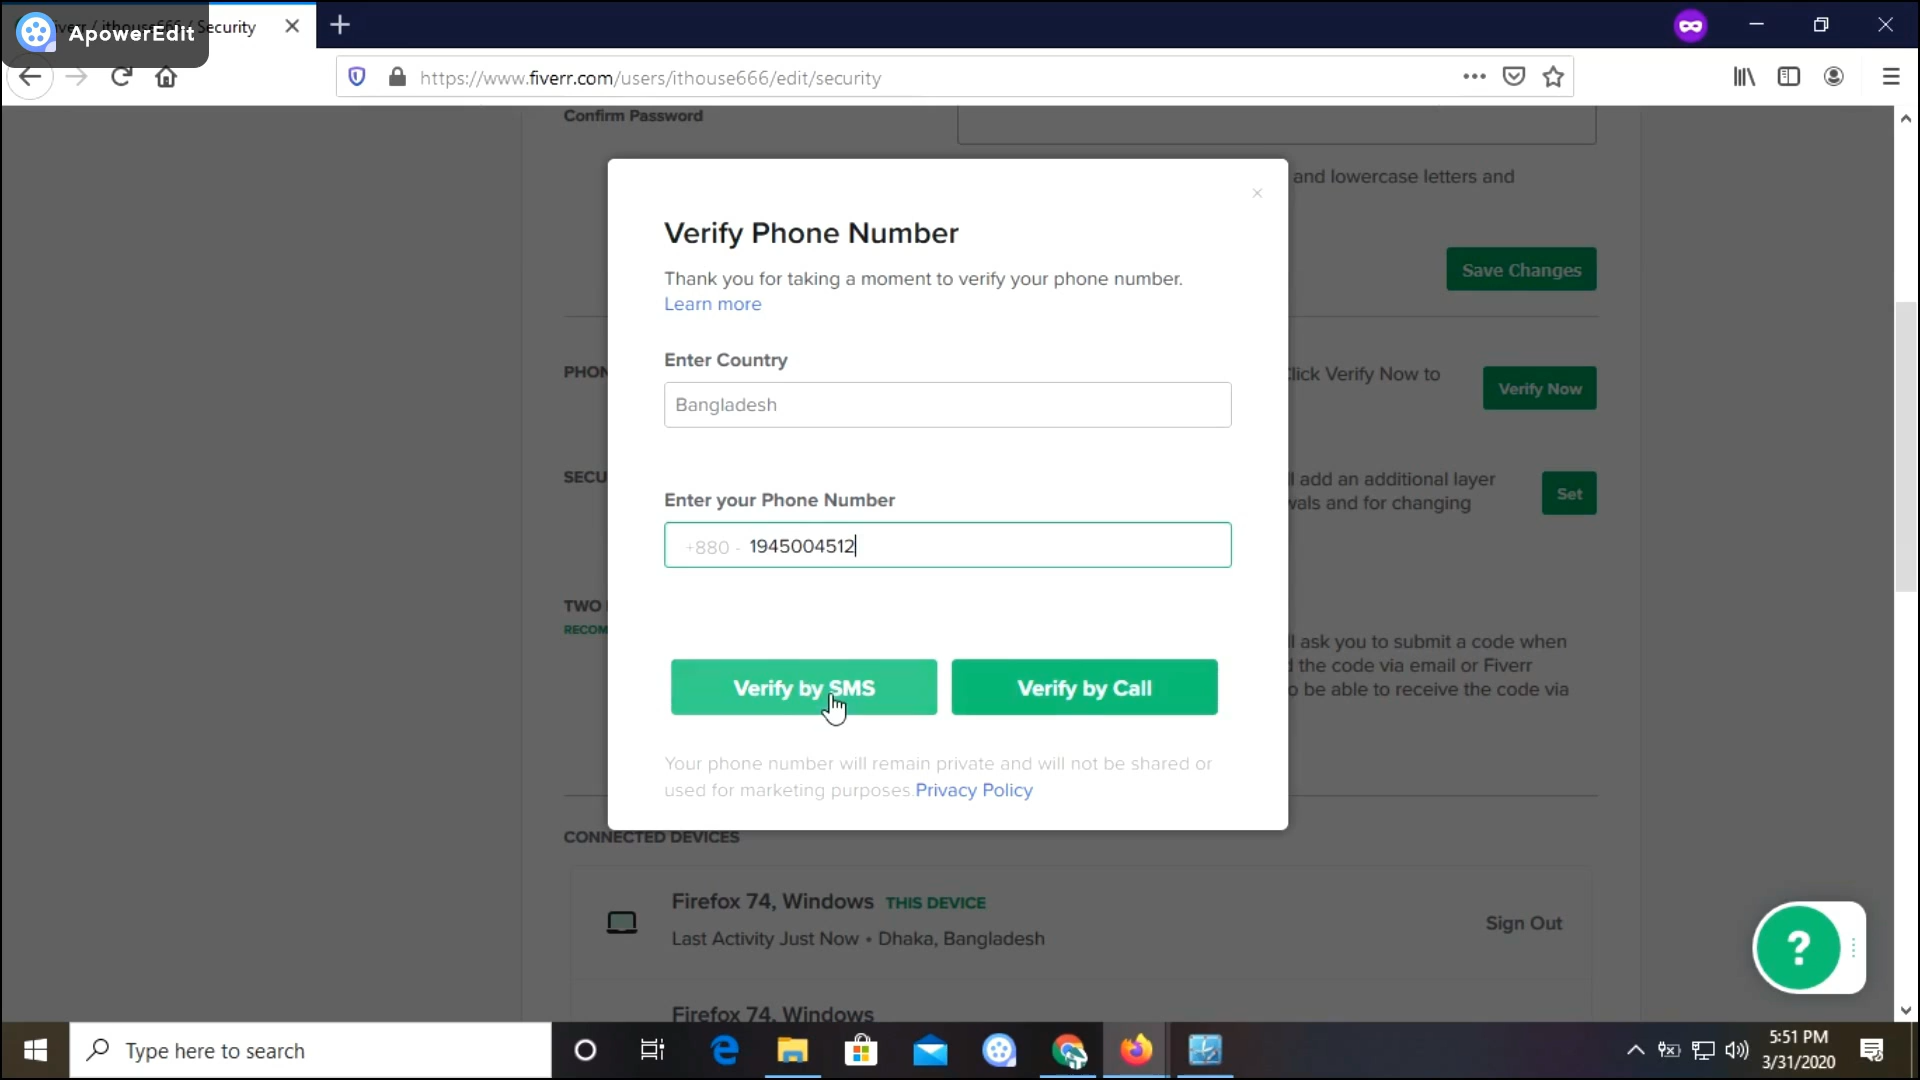 Security
ApowerEdit
https://www.fiverr.com/users/ithouse666/edit/security
Confirm Password
and lowercase letters and
Verify Phone Number
Thank you for taking a moment to verify your phone number.
Learn more
Save Changes
Enter Country
PHON
Click Verify Now to
Verify Now
Bangladesh
SECU
ll add an additional layer
vals and for changing
Set
Enter your Phone Number
+880 - 1945004512
TWO
RECOM
ll ask you to submit a code when
d the code via email or Fiverr
o be able to receive the code via
Verify by SMS
Verify by Call
Your phone number will remain private and will not be shared or
used for marketing purposes.Privacy Policy
CONNECTED DEVICES
Firefox 74, Windows THIS DEVICE
Last Activity Just Now • Dhaka, Bangladesh
Sign Out
?
Firefox 74, Windows
Type here to search
5:51 PM
3/31/2020